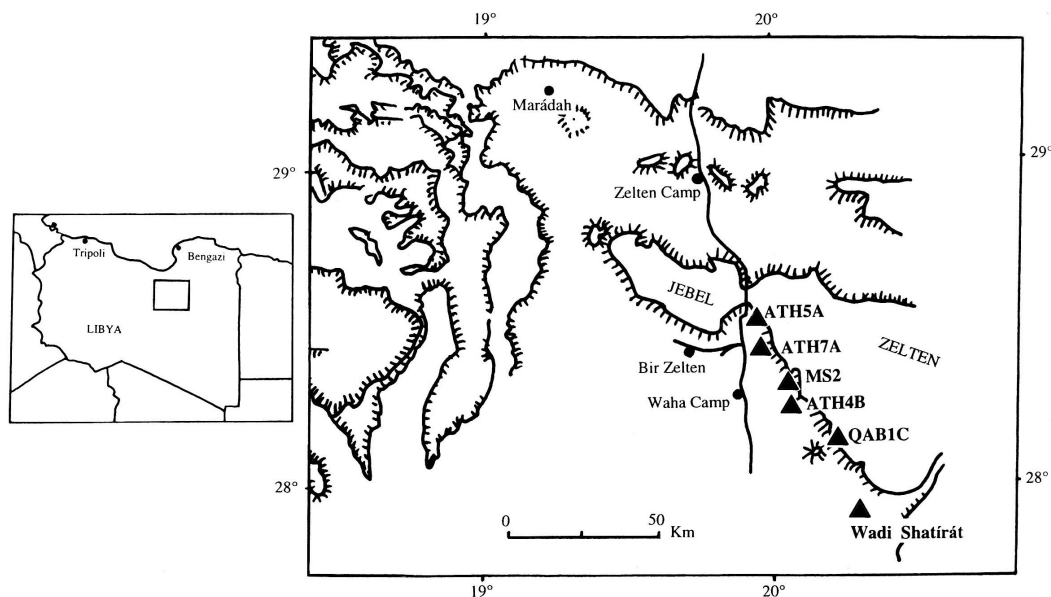 19°
20°
Marádah
29°
29°
Zelten Camp
Tripoli
Bengazi
LIBYA
JEBEL
ZELTEN
ATH5A
ATH7A
Bir Zelten
MS2
Waha Camp
ATH4B
QAB1C
28°
28°
0
50
Km
Wadi Shatírát
19°
20°